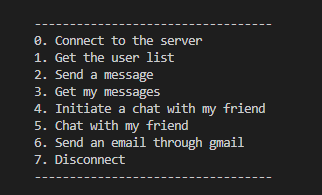 ----------------------------------
0. Connect to the server
1. Get the user list
2. Send a message
3. Get my messages
4. Initiate a chat with my friend
5. Chat with my friend
6. Send an email through gmail
7. Disconnect
----------------------------------